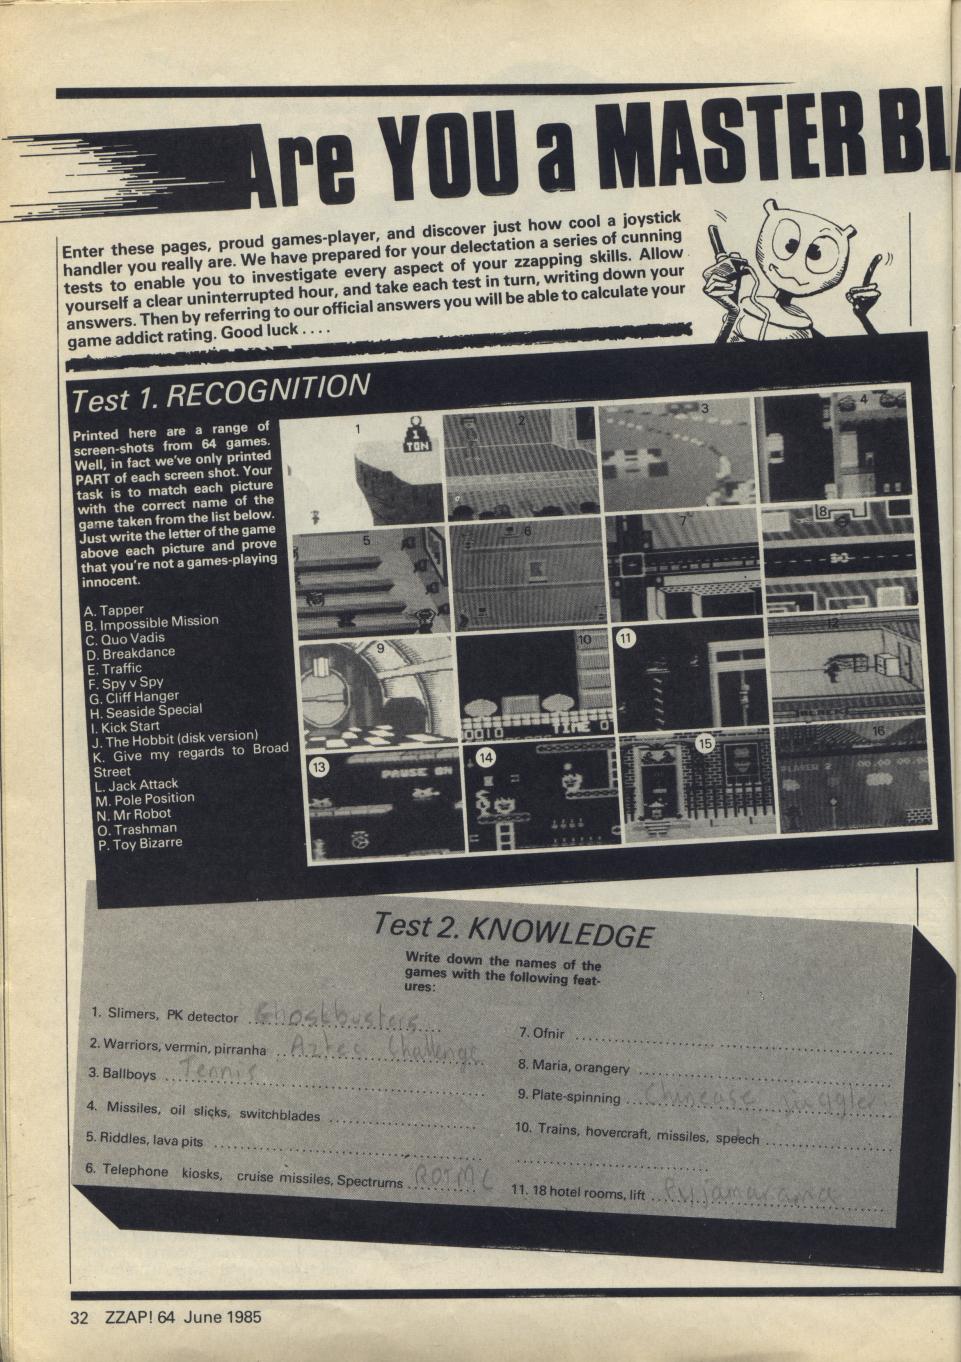 Are YOU a MASTER BLA
Enter these pages, proud games-player, and discover just how cool a joystick
handler you really are. We have prepared for your delectation a series of cunning
tests to enable you to investigate every aspect of your zzapping skills. Allow
yourself a clear uninterrupted hour, and take each test in turn, writing down your
answers. Then by referring to our official answers you will be able to calculate your
game addict rating. Good luck . . . .
Test 1. RECOGNITION
Printed here are a range of
screen-shots from 64 games.
Well, in fact we've only printed
PART of each screen shot. Your
task is to match each picture
with the correct name of the
game taken from the list below.
Just write the letter of the game
above each picture and prove
that you're not a games-playing
innocent.
A. Tapper
B. Impossible Mission
C. Quo Vadis
D. Breakdance
E. Traffic
F. Spy v Spy
G. Cliff Hanger
H. Seaside Special
I. Kick Start
J. The Hobbit (disk version)
K. Give my regards to Broad
Street
L. Jack Attack
M. Pole Position
N. Mr Robot
O. Trashman
P. Toy Bizarre
1
1
TON
2
3
4
5
6
7
8
9
10
TIME
11
12
13
PAUSE ON
14
15
16
PLAYER 2
Test 2. KNOWLEDGE
Write down the names of the
games with the following feat-
ures:
1. Slimers, PK detector Ghostbusters
2. Warriors, vermin, pirranha Aztec Challenge
3. Ballboys Tennis
4. Missiles, oil slicks, switchblades
5. Riddles, lava pits
6. Telephone kiosks, cruise missiles, Spectrums ROTMC
7. Ofnir
8. Maria, orangery
9. Plate-spinning Chinease juggler
10. Trains, hovercraft, missiles, speech
11. 18 hotel rooms, lift Pyjamarama
32 ZZAP! 64 June 1985